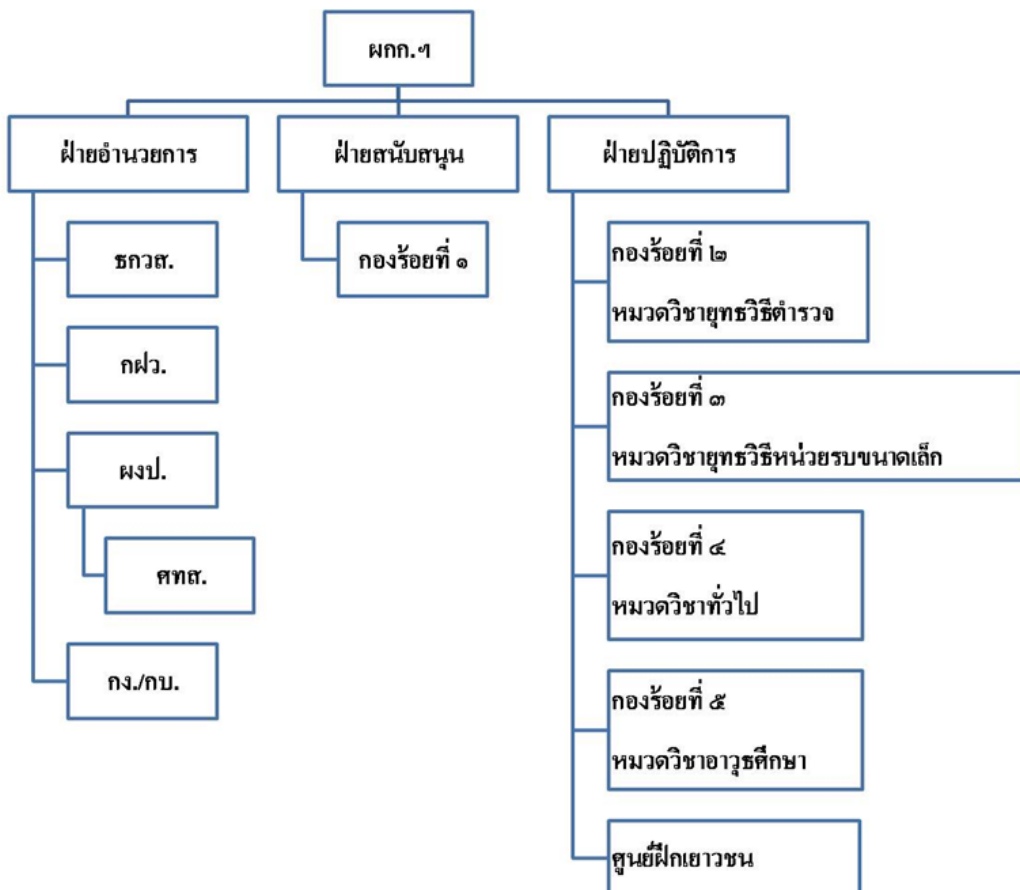 ผกก.ฯ
ฝ่ายอำนวยการ
ธกวส.
กฝว.
ผงป.
ศทส.
กง./กบ.
ฝ่ายสนับสนุน
กองร้อยที่ ๑
ฝ่ายปฏิบัติการ
กองร้อยที่ ๒
หมวดวิชายุทธวิธีตำรวจ
กองร้อยที่ ๓
หมวดวิชายุทธวิธีหน่วยรบขนาดเล็ก
กองร้อยที่ ๔
หมวดวิชาทั่วไป
กองร้อยที่ ๕
หมวดวิชาอาวุธศึกษา
ศูนย์ฝึกเยาวชน